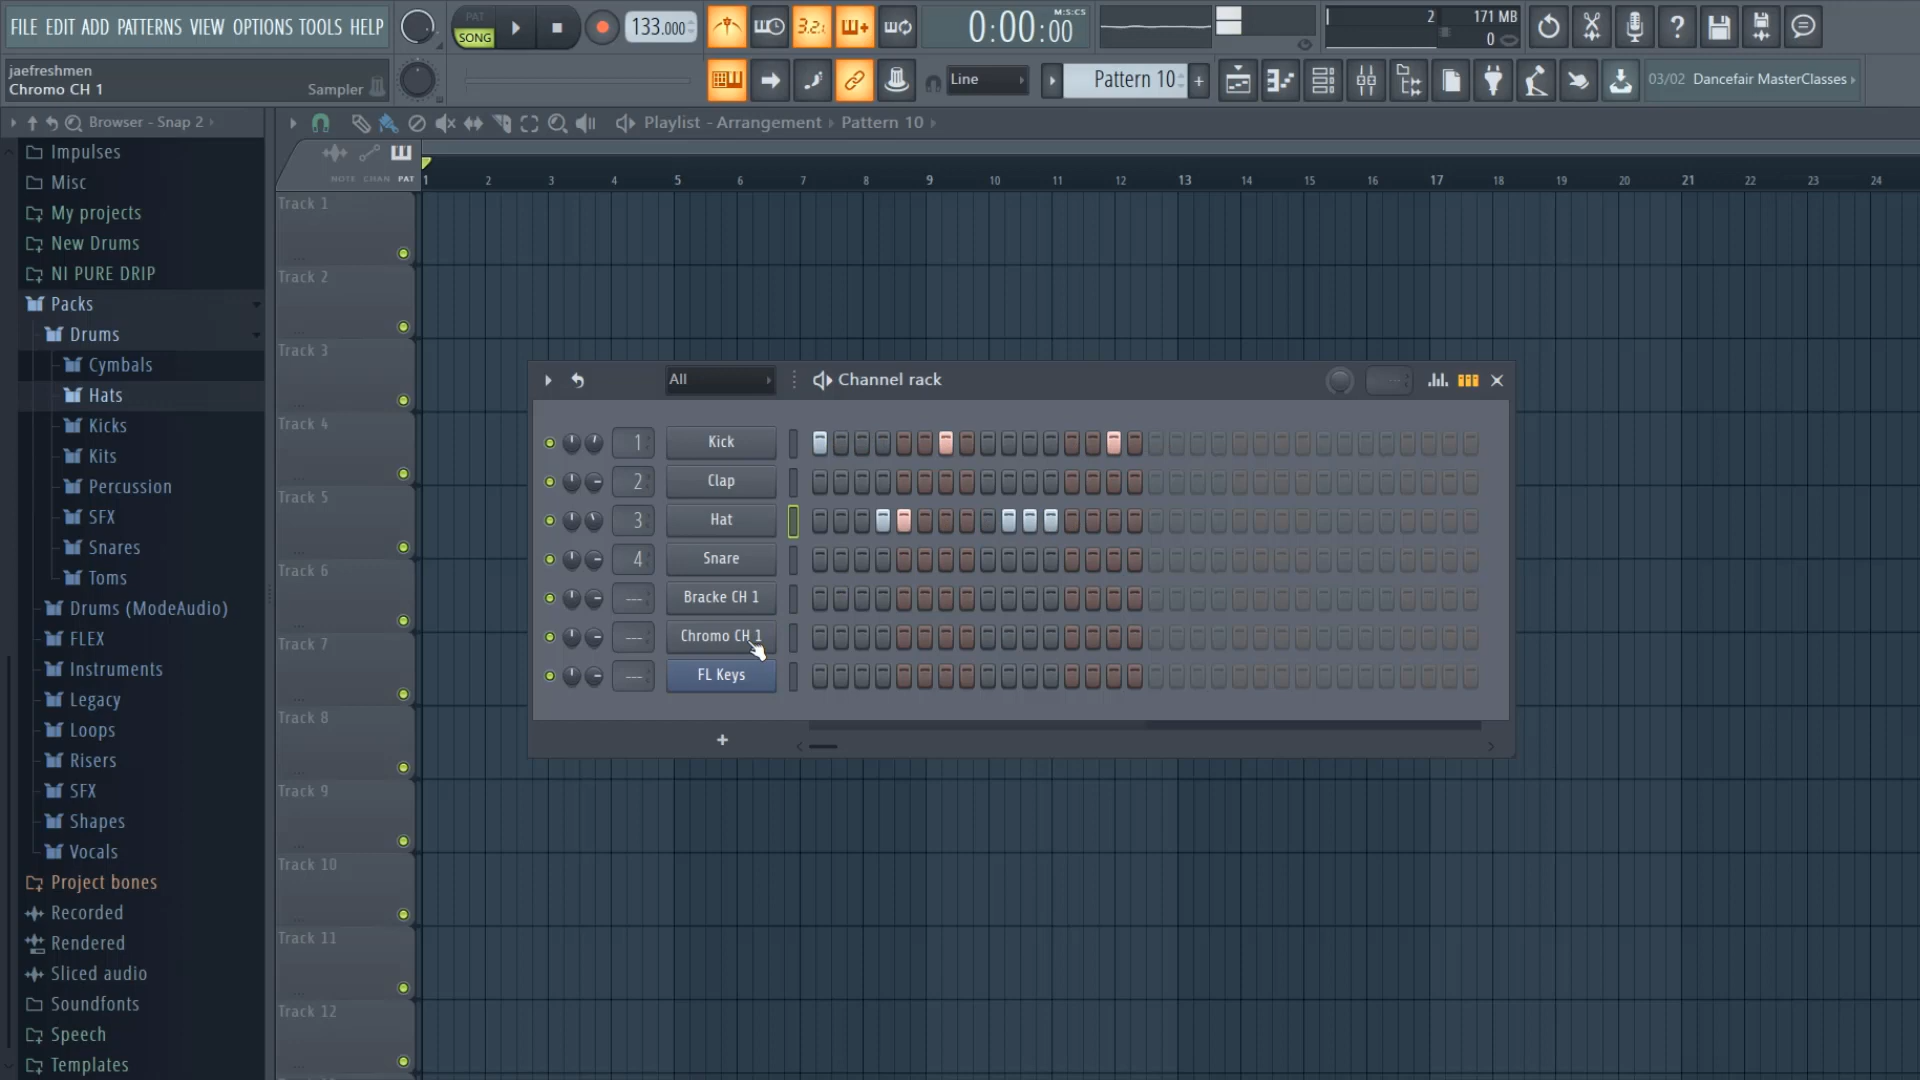 FILE EDIT ADD PATTERNS VIEW OPTIONS TOOLS HELP
PAT
SONG
133.000
3.2.
0:00:00
M:S:CS
2
171 MB
0
jaefreshmen
Chromo CH 1
Sampler
Line
Pattern 10
+
03/02 Dancefair MasterClasses
Browser - Snap 2
Playlist - Arrangement
Pattern 10
NOTE CHAN PAT
1 2 3 4 5 6 7 8 9 10 11 12 13 14 15 16 17 18 19 20 21 22 23 24
Impulses
Misc
My projects
New Drums
NI PURE DRIP
Packs
Drums
Cymbals
Hats
Kicks
Kits
Percussion
SFX
Snares
Toms
Drums (ModeAudio)
FLEX
Instruments
Legacy
Loops
Risers
SFX
Shapes
Vocals
Project bones
Recorded
Rendered
Sliced audio
Soundfonts
Speech
Templates
Track 1
Track 2
Track 3
Track 4
Track 5
Track 6
Track 7
Track 8
Track 9
Track 10
Track 11
Track 12
All
Channel rack
1 Kick
2 Clap
3 Hat
4 Snare
--- Bracke CH 1
--- Chromo CH 1
--- FL Keys
+